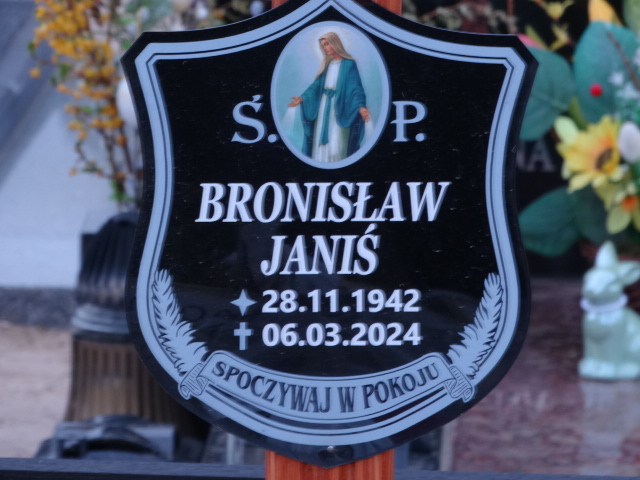 Ś. P.
BRONISŁAW
JANIŚ
28.11.1942
06.03.2024
SPOCZYWAJ W POKOJU